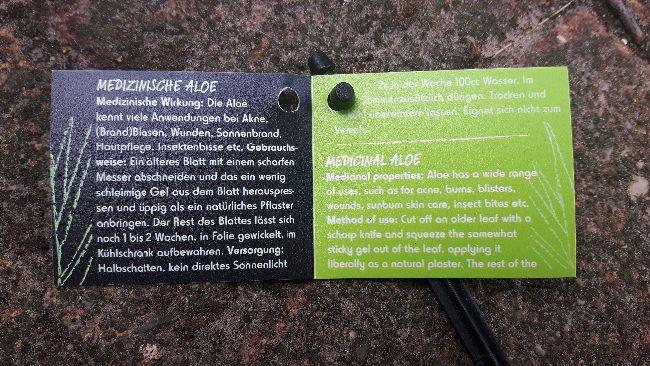 MEDIZINISCHE ALOE
Medizinische Wirkung: Die Aloe
kennt viele Anwendungen bei Akne,
(Brand)Blasen, Wunden, Sonnenbrand,
Hautpflege, Insektenbisse etc. Gebrauchs-
weise: Ein älteres Blatt mit einem scharfen
Messer abschneiden und das ein wenig
schleimige Gel aus dem Blatt herauspres-
sen und üppig als ein natürliches Pflaster
anbringen. Der Rest des Blattes lässt sich
noch 1 bis 2 Wochen, in Folie gewickelt, im
Kühlschrank aufbewahren. Versorgung:
Halbschatten, kein direktes Sonnenlicht
2x in der Woche 100cc Wasser. Im
Sommer zusätzlich düngen. Trocken und
überwintern lassen. Eignet sich nicht zum
MEDICINAL ALOE
Medicinal properties: Aloe has a wide range
of uses, such as for acne, burns, blisters,
wounds, sunburn skin care, insect bites etc.
Method of use: Cut off an older leaf with a
sharp knife and squeeze the somewhat
sticky gel out of the leaf, applying it
liberally as a natural plaster. The rest of the